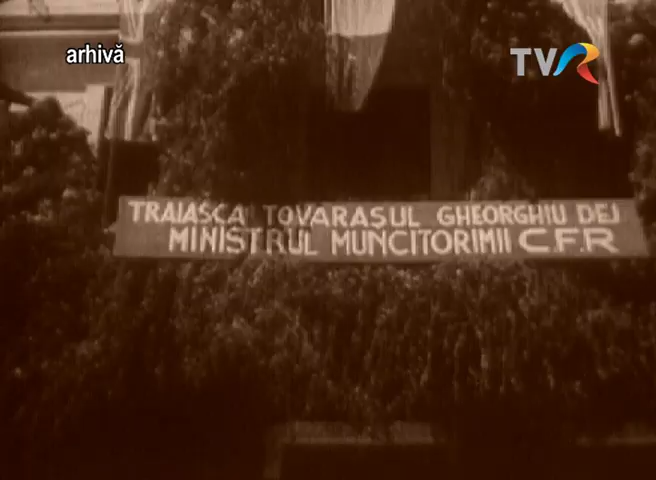 arhivă
TVR
TRAIASCA TOVARASUL GHEORGHIU DEJ
MINISTRUL MUNCITORIMII C.F.R